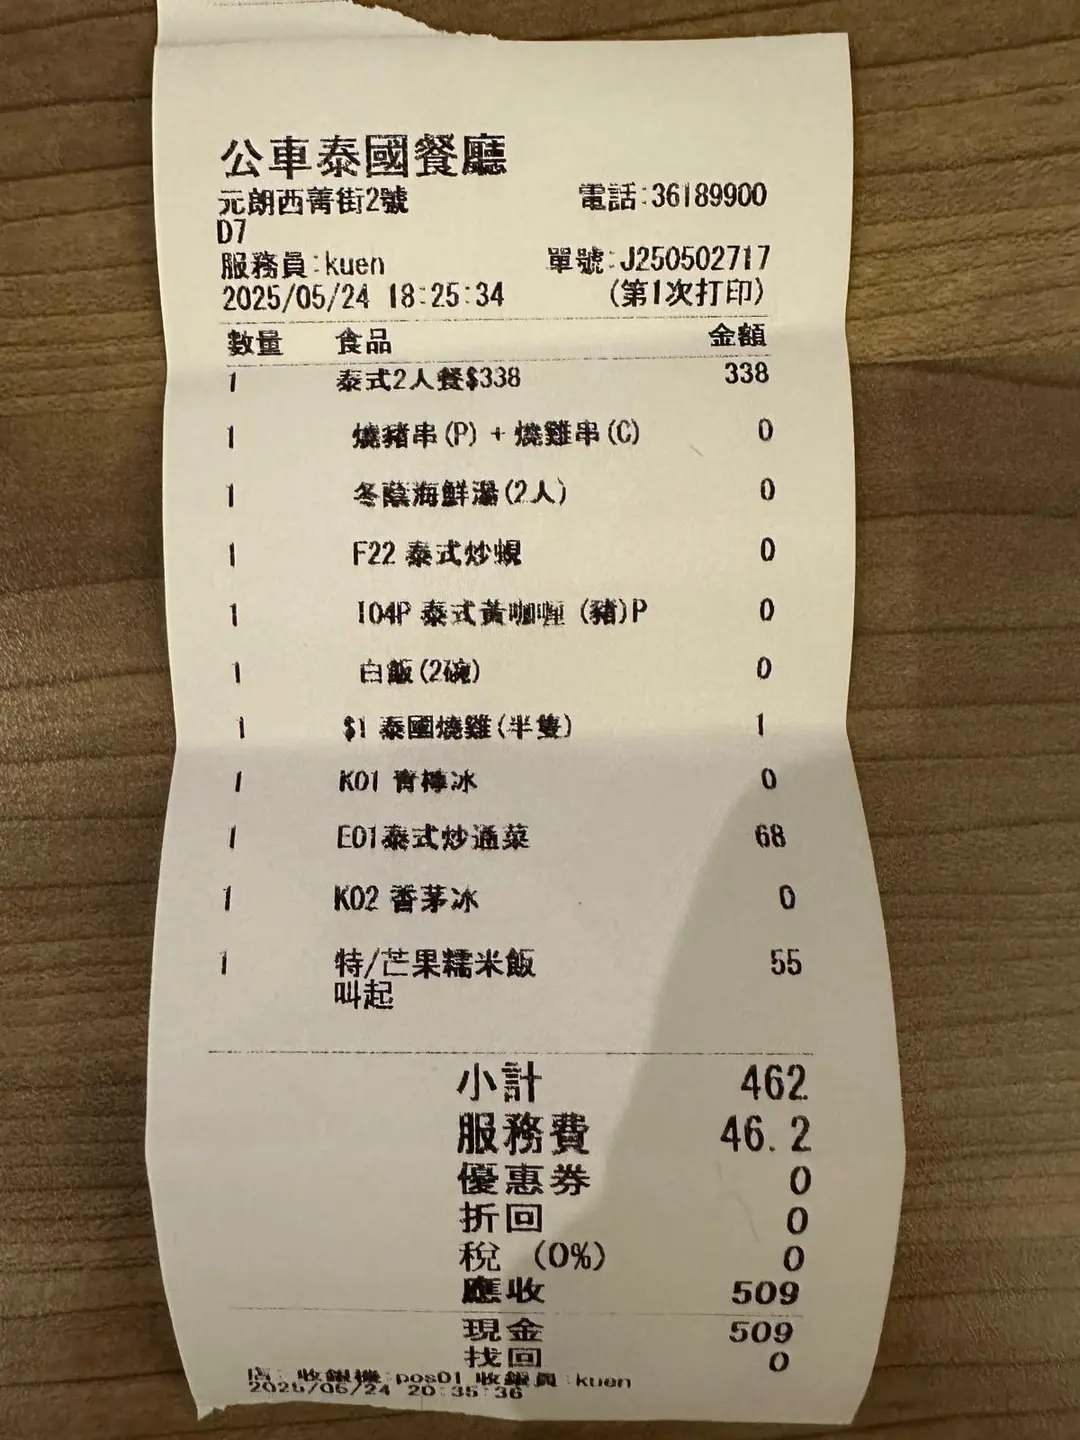 公車泰國餐廳
元朗西菁街2號 電話:36189900
D7
服務員:kuen 單號:J250502717
2025/05/24 18:25:34 (第1次打印)
數量 食品 金額
1 泰式2人餐$338 338
1 燒豬串(P) + 燒雞串(C) 0
1 冬蔭海鮮湯(2人) 0
1 F22 泰式炒蜆 0
1 I04P 泰式黃咖喱 (豬)P 0
1 白飯(2碗) 0
1 $1 泰國燒雞(半隻) 1
1 K01 青檸冰 0
1 E01泰式炒通菜 68
1 K02 香茅冰 0
1 特/芒果糯米飯 55
叫起
小計 462
服務費 46.2
優惠券 0
折回 0
稅 (0%) 0
應收 509
現金 509
找回 0
店: 收銀機:pos01 收銀員:kuen
2025/05/24 20:35:36